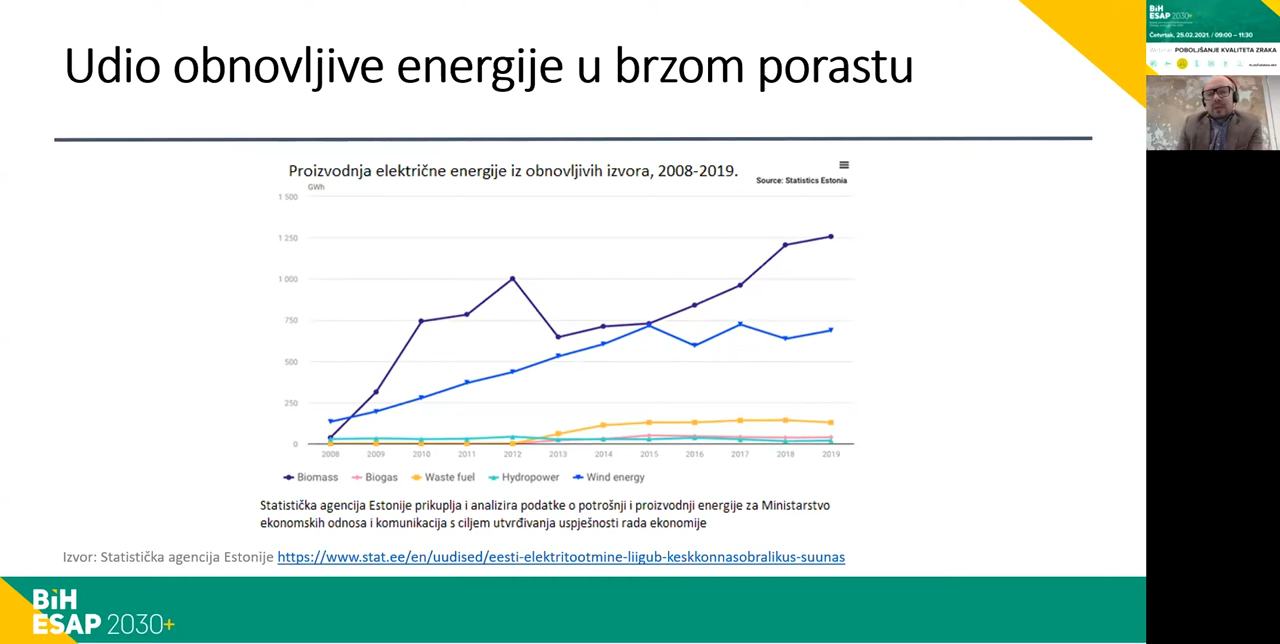 Udio obnovljive energije u brzom porastu
Proizvodnja električne energije iz obnovljivih izvora, 2008-2019.
GWh
Source: Statistics Estonia
1 500
1 250
1 000
750
500
250
0
2008 2009 2010 2011 2012 2013 2014 2015 2016 2017 2018 2019
Biomass Biogas Waste fuel Hydropower Wind energy
Statistička agencija Estonije prikuplja i analizira podatke o potrošnji i proizvodnji energije za Ministarstvo
ekonomskih odnosa i komunikacija s ciljem utvrđivanja uspješnosti rada ekonomije
Izvor: Statistička agencija Estonije https://www.stat.ee/en/uudised/eesti-elektritootmine-liigub-keskkonnasobralikus-suunas
BiH
ESAP 2030+
BiH
ESAP 2030+
Četvrtak, 25.02.2021. / 09:00 – 11:30
Webinar: POBOLJŠANJE KVALITETA ZRAKA